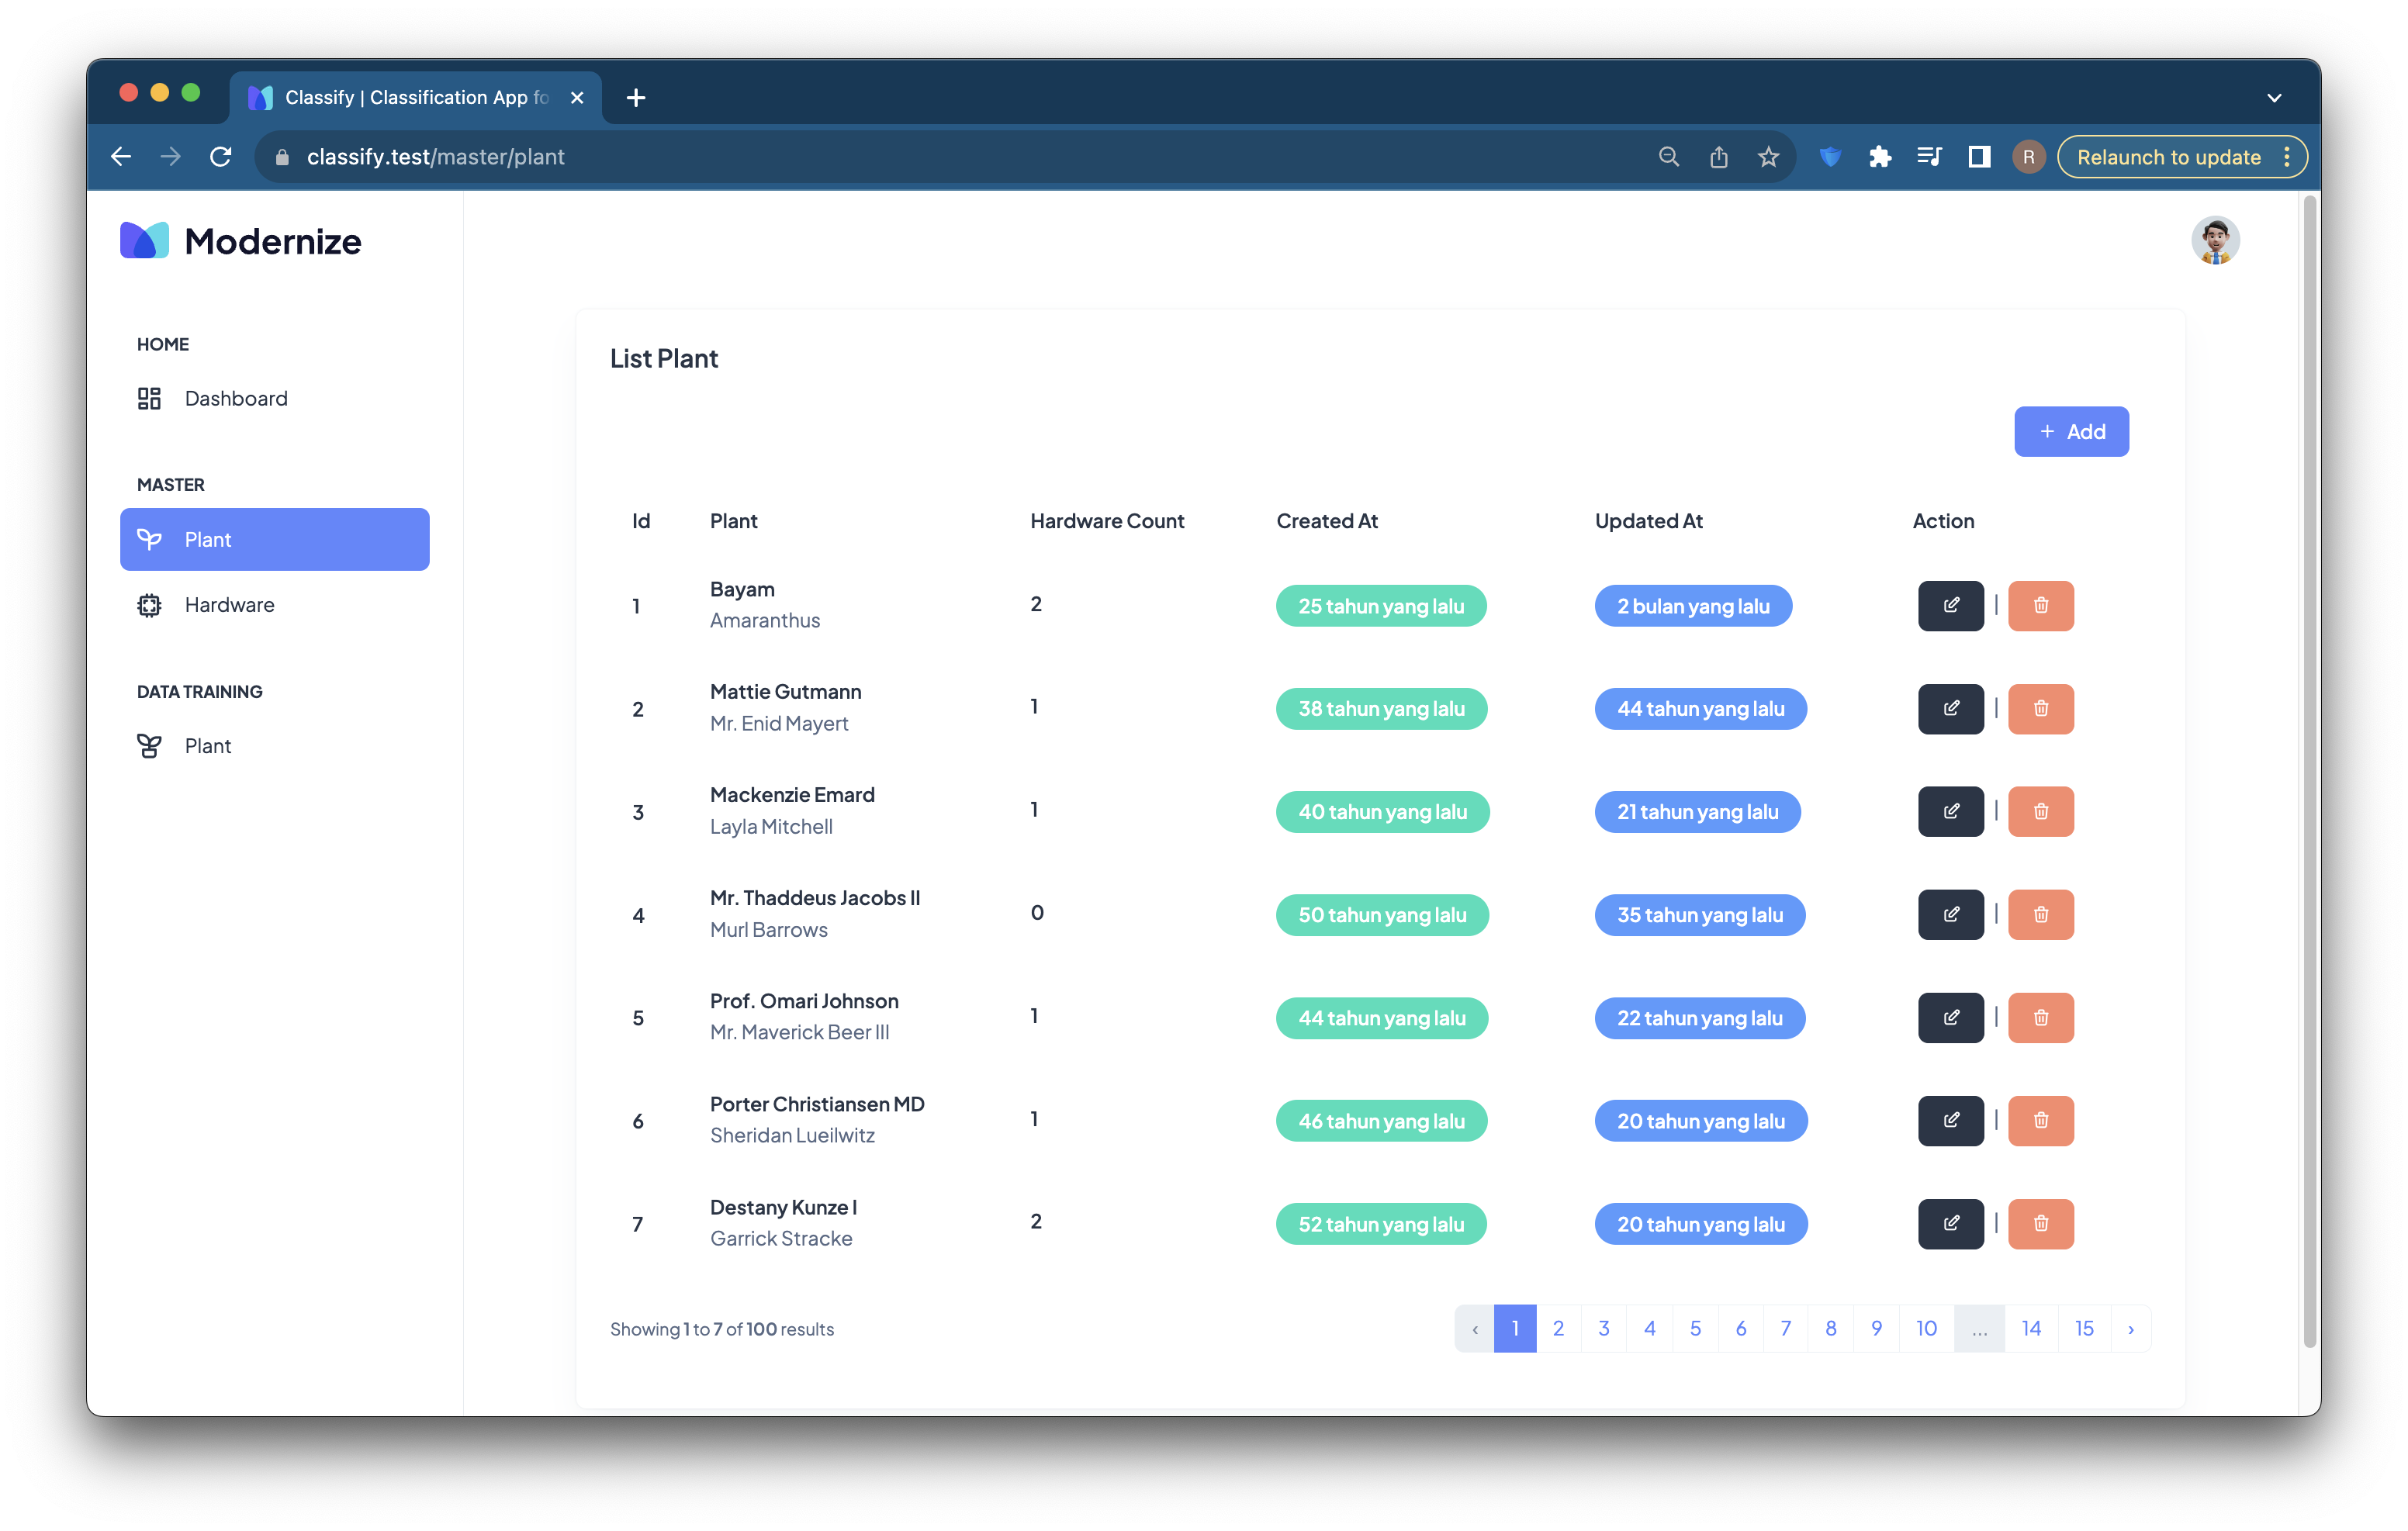 Classify | Classification App fo
classify.test/master/plant
R
Relaunch to update
Modernize
HOME
Dashboard
MASTER
Plant
Hardware
DATA TRAINING
Plant
List Plant
+ Add
Id Plant Hardware Count Created At Updated At Action
1 Bayam 2 25 tahun yang lalu 2 bulan yang lalu |
Amaranthus
2 Mattie Gutmann 1 38 tahun yang lalu 44 tahun yang lalu |
Mr. Enid Mayert
3 Mackenzie Emard 1 40 tahun yang lalu 21 tahun yang lalu |
Layla Mitchell
4 Mr. Thaddeus Jacobs II 0 50 tahun yang lalu 35 tahun yang lalu |
Murl Barrows
5 Prof. Omari Johnson 1 44 tahun yang lalu 22 tahun yang lalu |
Mr. Maverick Beer III
6 Porter Christiansen MD 1 46 tahun yang lalu 20 tahun yang lalu |
Sheridan Lueilwitz
7 Destany Kunze I 2 52 tahun yang lalu 20 tahun yang lalu |
Garrick Stracke
Showing 1 to 7 of 100 results
‹ 1 2 3 4 5 6 7 8 9 10 ... 14 15 ›